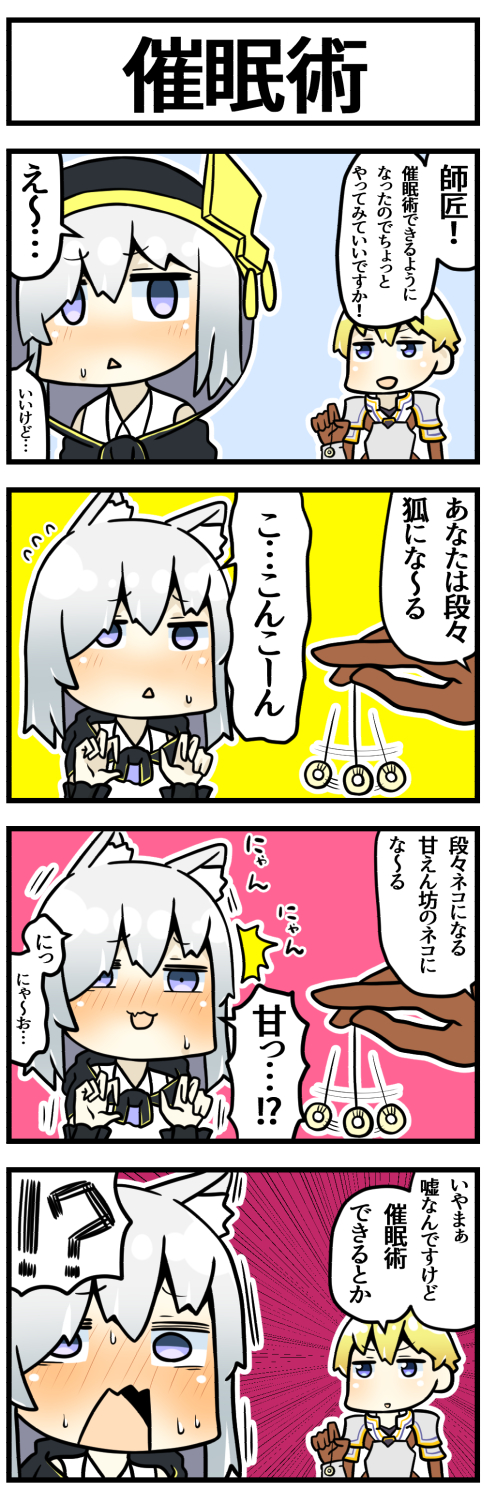 催眠術
師匠！
催眠術できるように
なったのでちょっと
やってみていいですか！
え〜…
いいけど…
あなたは段々
狐にな〜る
こ…こんこーん
段々ネコになる
甘えん坊のネコに
な〜る
にゃん
にゃん
甘っ…!?
にっ
にゃ〜お…
いやまぁ
嘘なんですけど
催眠術
できるとか
!?